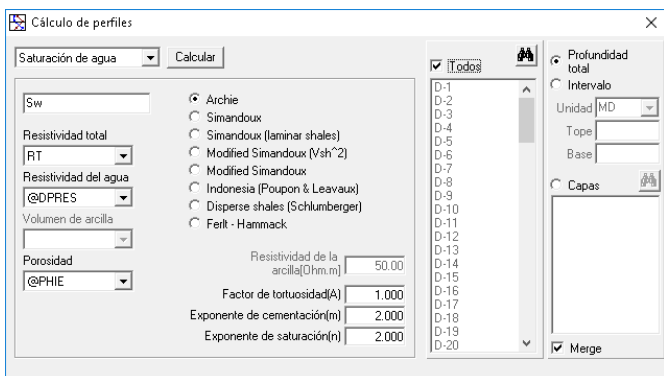 Cálculo de perfiles
Saturación de agua
Calcular
Sw
Resistividad total
RT
Resistividad del agua
@DPRES
Volumen de arcilla
Porosidad
@PHIE
Archie
Simandoux
Simandoux (laminar shales)
Modified Simandoux (Vsh^2)
Modified Simandoux
Indonesia (Poupon & Leavaux)
Disperse shales (Schlumberger)
Ferlt - Hammack
Resistividad de la
arcilla[Ohm.m]
50.00
Factor de tortuosidad(A)
1.000
Exponente de cementación(m)
2.000
Exponente de saturación(n)
2.000
Todos
D-1
D-2
D-3
D-4
D-5
D-6
D-7
D-8
D-9
D-10
D-11
D-12
D-13
D-14
D-15
D-16
D-17
D-18
D-19
D-20
Profundidad
total
Intervalo
Unidad
MD
Tope
Base
Capas
Merge